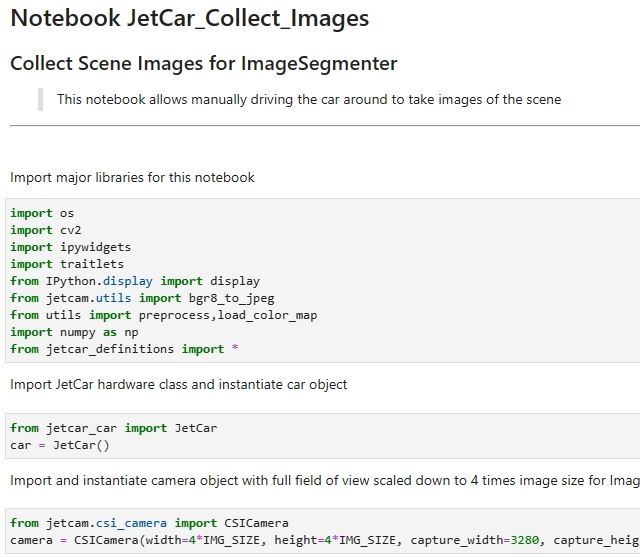 Notebook JetCar_Collect_Images
Collect Scene Images for ImageSegmenter
This notebook allows manually driving the car around to take images of the scene
Import major libraries for this notebook
import os
import cv2
import ipywidgets
import traitlets
from IPython.display import display
from jetcam.utils import bgr8_to_jpeg
from utils import preprocess,load_color_map
import numpy as np
from jetcar_definitions import *
Import JetCar hardware class and instantiate car object
from jetcar_car import JetCar
car = JetCar()
Import and instantiate camera object with full field of view scaled down to 4 times image size for Imag
from jetcam.csi_camera import CSICamera
camera = CSICamera(width=4*IMG_SIZE, height=4*IMG_SIZE, capture_width=3280, capture_heig